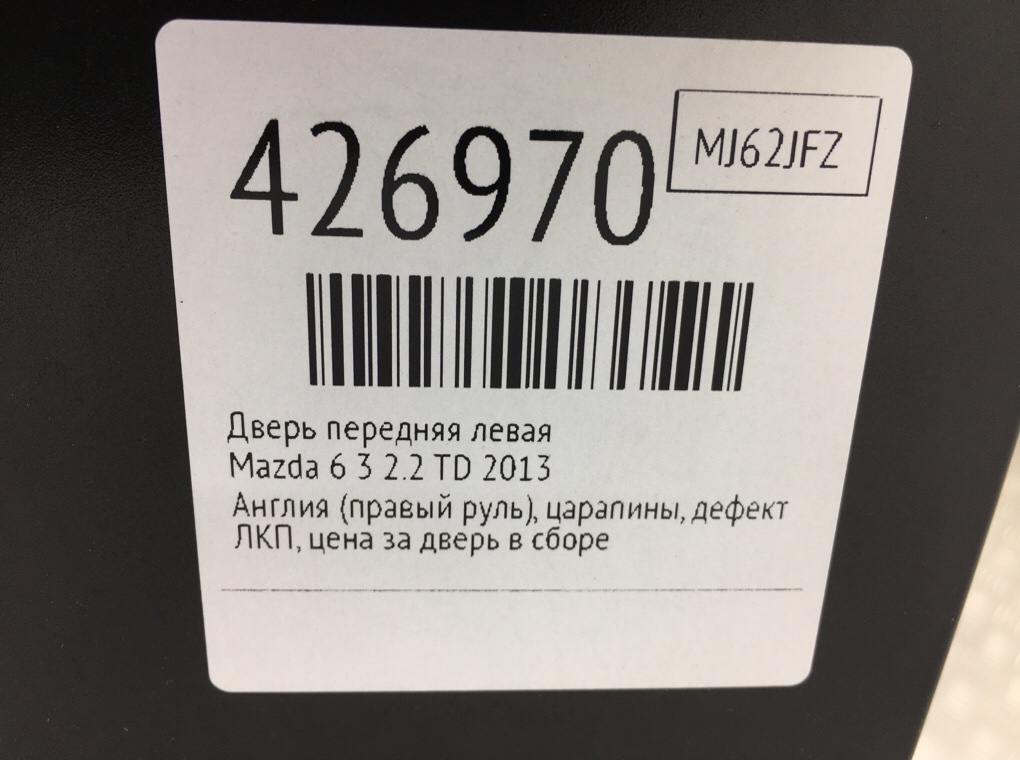 426970
MJ62JFZ
Дверь передняя левая
Mazda 6 3 2.2 TD 2013
Англия (правый руль), царапины, дефект
ЛКП, цена за дверь в сборе